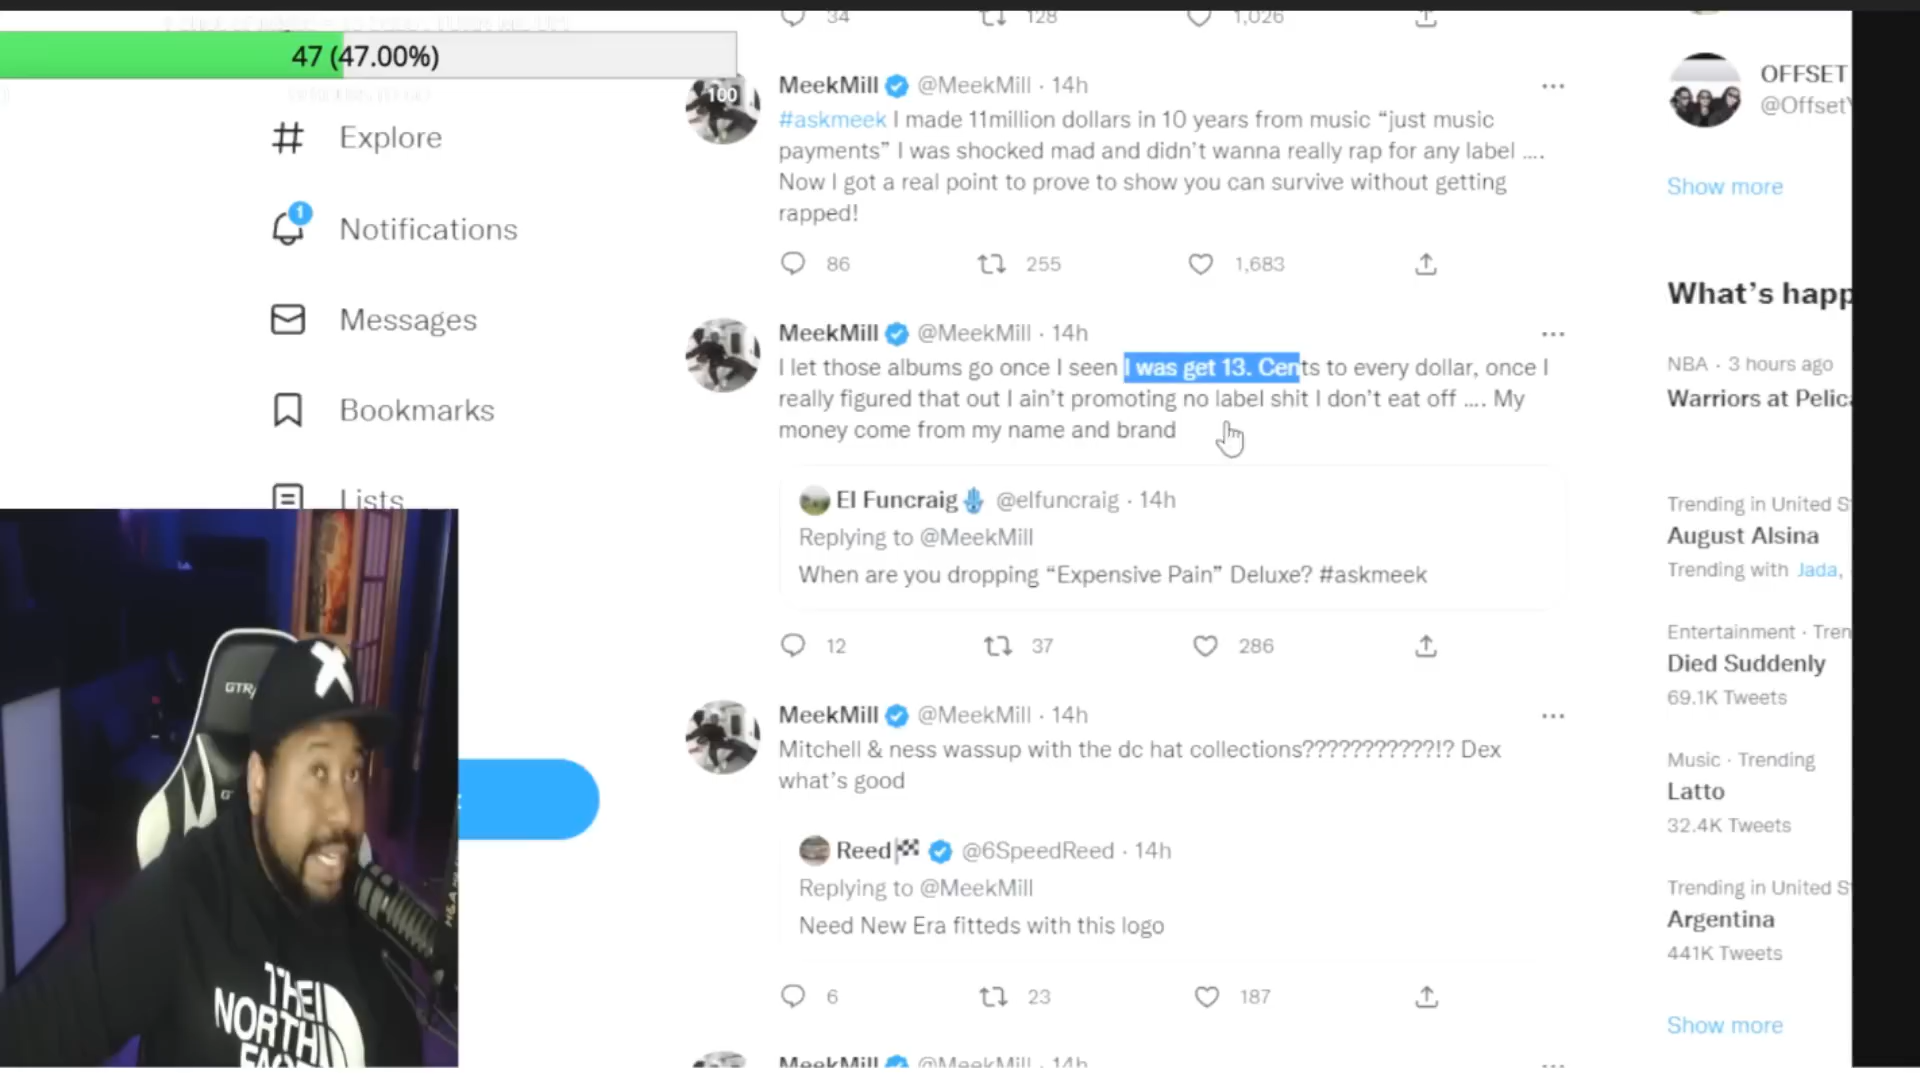 34 128 1,026
47 (47.00%)
Explore
Notifications
1
Messages
Bookmarks
Lists
100
MeekMill @MeekMill · 14h
#askmeek I made 11million dollars in 10 years from music “just music
payments” I was shocked mad and didn’t wanna really rap for any label ....
Now I got a real point to prove to show you can survive without getting
rapped!
86 255 1,683
MeekMill @MeekMill · 14h
I let those albums go once I seen I was get 13. Cents to every dollar, once I
really figured that out I ain’t promoting no label shit I don’t eat off .... My
money come from my name and brand
El Funcraig @elfuncraig · 14h
Replying to @MeekMill
When are you dropping “Expensive Pain” Deluxe? #askmeek
12 37 286
MeekMill @MeekMill · 14h
Mitchell & ness wassup with the dc hat collections???????????!? Dex
what’s good
Reed @6SpeedReed · 14h
Replying to @MeekMill
Need New Era fitteds with this logo
6 23 187
MeekMill @MeekMill · 14h
OFFSET
@Offset
Show more
What’s happ
NBA · 3 hours ago
Warriors at Pelic
Trending in United S
August Alsina
Trending with Jada,
Entertainment · Tren
Died Suddenly
69.1K Tweets
Music · Trending
Latto
32.4K Tweets
Trending in United S
Argentina
441K Tweets
Show more
GTR
THE
NORTH
FACE